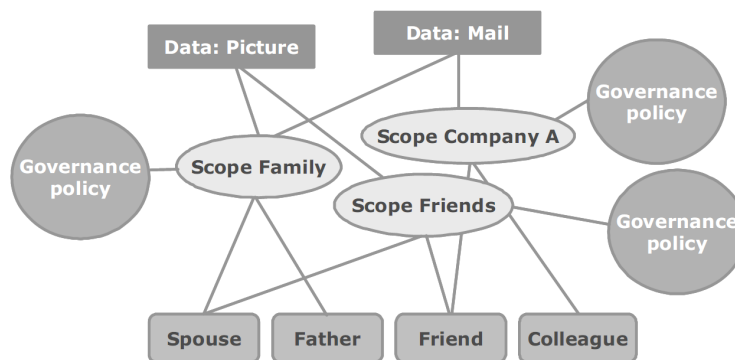 Data: Picture
Data: Mail
Governance
policy
Scope Company A
Governance
policy
Scope Family
Scope Friends
Governance
policy
Spouse
Father
Friend
Colleague